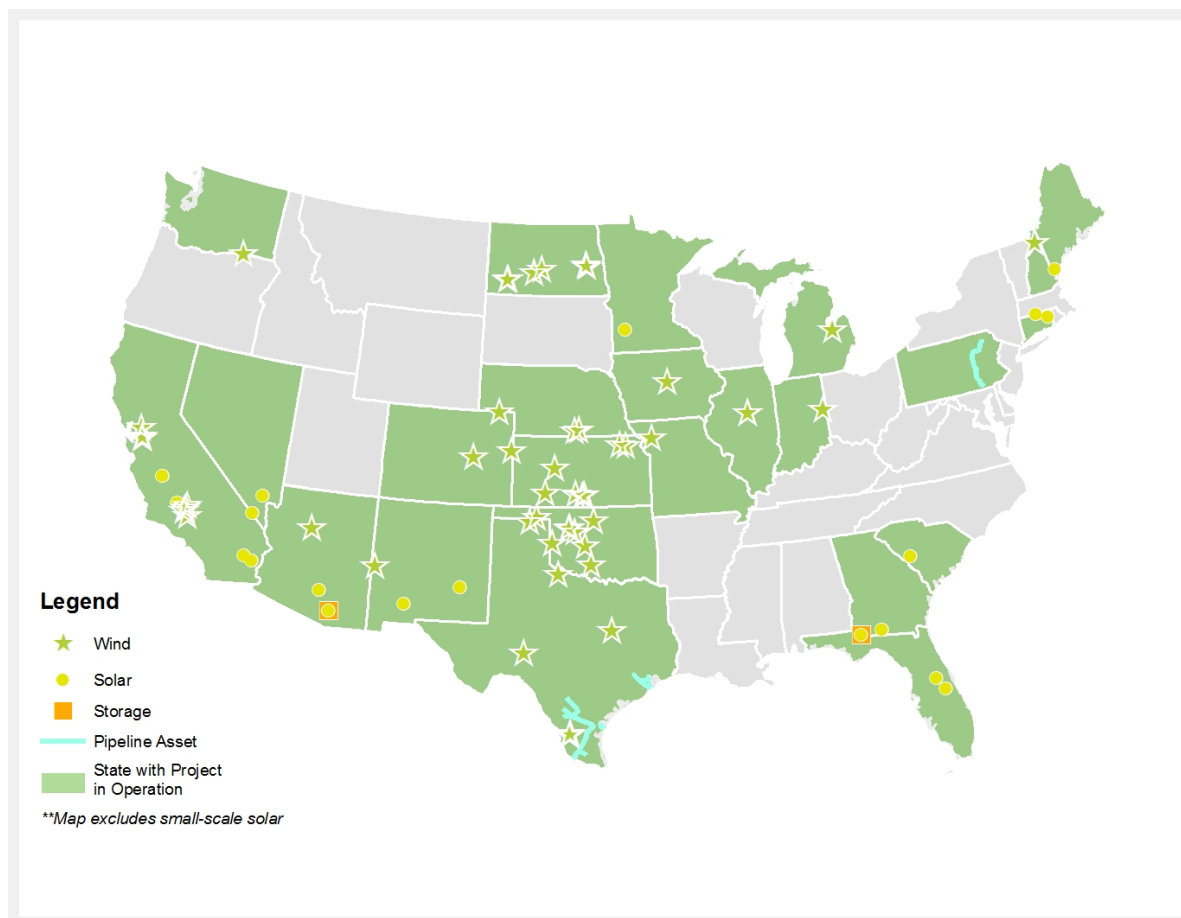 Legend
Wind
Solar
Storage
Pipeline Asset
State with Project
in Operation
**Map excludes small-scale solar